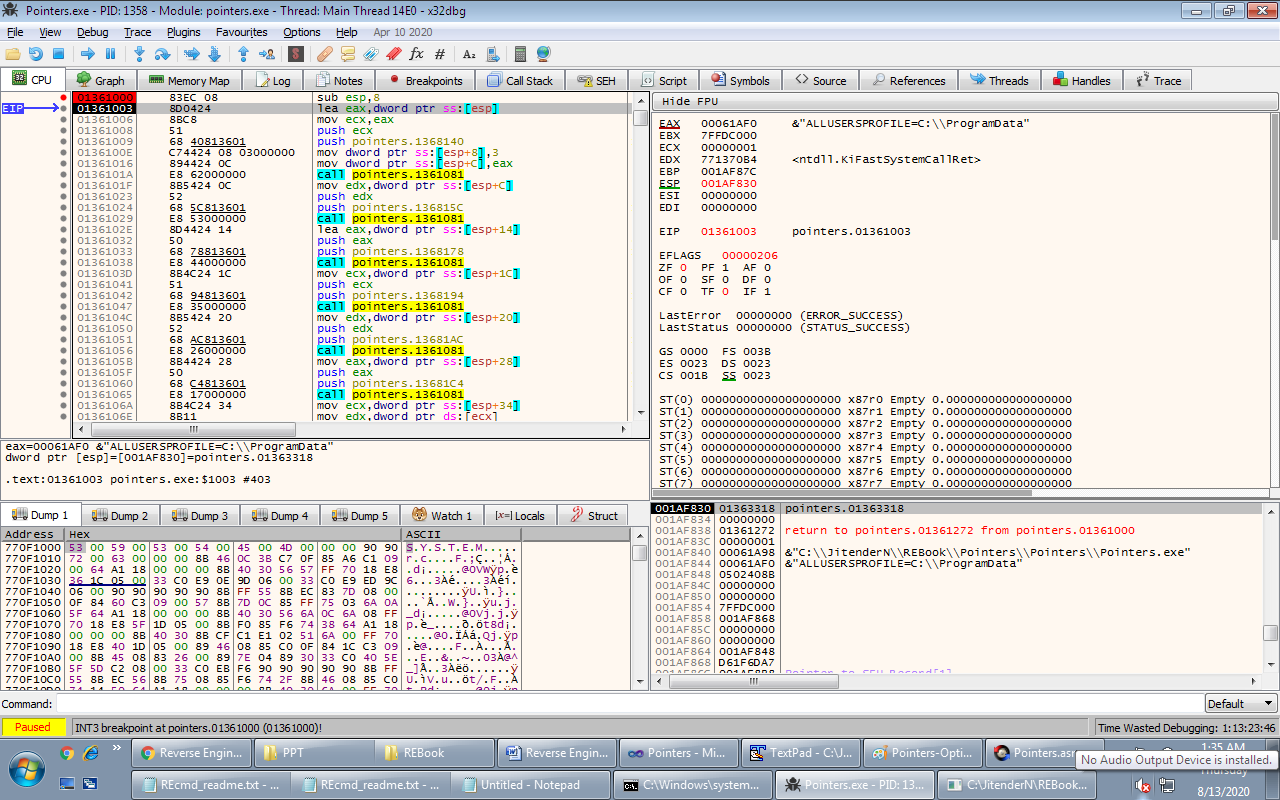 Pointers.exe - PID: 1358 - Module: pointers.exe - Thread: Main Thread 14E0 - x32dbg
File View Debug Trace Plugins Favourites Options Help Apr 10 2020
CPU Graph Memory Map Log Notes Breakpoints Call Stack SEH Script Symbols Source References Threads Handles Trace
EIP
01361000 83EC 08 sub esp,8
01361003 8D0424 lea eax,dword ptr ss:[esp]
01361006 8BC8 mov ecx,eax
01361008 51 push ecx
01361009 68 40813601 push pointers.1368140
0136100E C74424 08 03000000 mov dword ptr ss:[esp+8],3
01361016 894424 0C mov dword ptr ss:[esp+C],eax
0136101A E8 62000000 call pointers.1361081
0136101F 8B5424 0C mov edx,dword ptr ss:[esp+C]
01361023 52 push edx
01361024 68 5C813601 push pointers.136815C
01361029 E8 53000000 call pointers.1361081
0136102E 8D4424 14 lea eax,dword ptr ss:[esp+14]
01361032 50 push eax
01361033 68 78813601 push pointers.1368178
01361038 E8 44000000 call pointers.1361081
0136103D 8B4C24 1C mov ecx,dword ptr ss:[esp+1C]
01361041 51 push ecx
01361042 68 94813601 push pointers.1368194
01361047 E8 35000000 call pointers.1361081
0136104C 8B5424 20 mov edx,dword ptr ss:[esp+20]
01361050 52 push edx
01361051 68 AC813601 push pointers.13681AC
01361056 E8 26000000 call pointers.1361081
0136105B 8B4424 28 mov eax,dword ptr ss:[esp+28]
0136105F 50 push eax
01361060 68 C4813601 push pointers.13681C4
01361065 E8 17000000 call pointers.1361081
0136106A 8B4C24 34 mov ecx,dword ptr ss:[esp+34]
0136106E 8B11 mov edx,dword ptr ds:[ecx]
Hide FPU
EAX 00061AF0 &"ALLUSERSPROFILE=C:\\ProgramData"
EBX 7FFDC000
ECX 00000001
EDX 771370B4 <ntdll.KiFastSystemCallRet>
EBP 001AF87C
ESP 001AF830
ESI 00000000
EDI 00000000
EIP 01361003 pointers.01361003
EFLAGS 00000206
ZF 0 PF 1 AF 0
OF 0 SF 0 DF 0
CF 0 TF 0 IF 1
LastError 00000000 (ERROR_SUCCESS)
LastStatus 00000000 (STATUS_SUCCESS)
GS 0000 FS 003B
ES 0023 DS 0023
CS 001B SS 0023
ST(0) 00000000000000000000 x87r0 Empty 0.000000000000000000
ST(1) 00000000000000000000 x87r1 Empty 0.000000000000000000
ST(2) 00000000000000000000 x87r2 Empty 0.000000000000000000
ST(3) 00000000000000000000 x87r3 Empty 0.000000000000000000
ST(4) 00000000000000000000 x87r4 Empty 0.000000000000000000
ST(5) 00000000000000000000 x87r5 Empty 0.000000000000000000
ST(6) 00000000000000000000 x87r6 Empty 0.000000000000000000
ST(7) 00000000000000000000 x87r7 Empty 0.000000000000000000
eax=00061AF0 &"ALLUSERSPROFILE=C:\\ProgramData"
dword ptr [esp]=[001AF830]=pointers.01363318
.text:01361003 pointers.exe:$1003 #403
Dump 1 Dump 2 Dump 3 Dump 4 Dump 5 Watch 1 [x=] Locals Struct
Address Hex ASCII
770F1000 53 00 59 00 53 00 54 00 45 00 4D 00 00 00 90 90 S.Y.S.T.E.M.....
770F1010 72 00 63 00 00 00 8B 46 0C 3B C7 0F 85 A6 C1 09
770F1020 00 64 A1 18 00 00 00 8B 40 30 56 57 FF 70 18 E8
770F1030 36 1C 05 00 33 C0 E9 0E 9D 06 00 33 C0 E9 ED 9C
770F1040 06 00 90 90 90 90 90 8B FF 55 8B EC 83 7D 08 00
770F1050 0F 84 60 C3 09 00 57 8B 7D 0C 85 FF 75 03 6A 0A
770F1060 5F 64 A1 18 00 00 00 8B 40 30 56 6A 0C 6A 08 FF
770F1070 70 18 E8 5F 1D 05 00 8B F0 85 F6 74 38 64 A1 18
770F1080 00 00 00 8B 40 30 8B CF C1 E1 02 51 6A 00 FF 70
770F1090 18 E8 40 1D 05 00 89 46 08 85 C0 0F 84 1C C3 09
770F10A0 00 8B 45 08 83 26 00 89 7E 04 89 30 33 C0 40 5E
770F10B0 5F 5D C2 08 00 33 C0 EB F6 90 90 90 90 90 8B FF
770F10C0 55 8B EC 56 8B 75 08 85 F6 74 2F 8B 46 08 85 C0
001AF830 01363318 pointers.01363318
001AF834 00000000
001AF838 01361272 return to pointers.01361272 from pointers.01361000
001AF83C 00000001
001AF840 00061A98 &"C:\\JitenderN\\REBook\\Pointers\\Pointers\\Pointers.exe"
001AF844 00061AF0 &"ALLUSERSPROFILE=C:\\ProgramData"
001AF848 0502408B
001AF84C 00000000
001AF850 00000000
001AF854 7FFDC000
001AF858 001AF868
001AF85C 00000000
001AF860 00000000
001AF864 001AF848
001AF868 D61F6DA7
Command:
Default
Paused INT3 breakpoint at pointers.01361000 (01361000)! Time Wasted Debugging: 1:13:23:46
Reverse Engin... PPT REBook Reverse Engin... Pointers - Mi... TextPad - C:\J... Pointers-Opti... Pointers.asm 1:35 AM
No Audio Output Device is installed.
REcmd_readme.txt - ... REcmd_readme.txt - ... Untitled - Notepad C:\Windows\system... Pointers.exe - PID: 13... C:\JitenderN\REBook... Thursday
8/13/2020